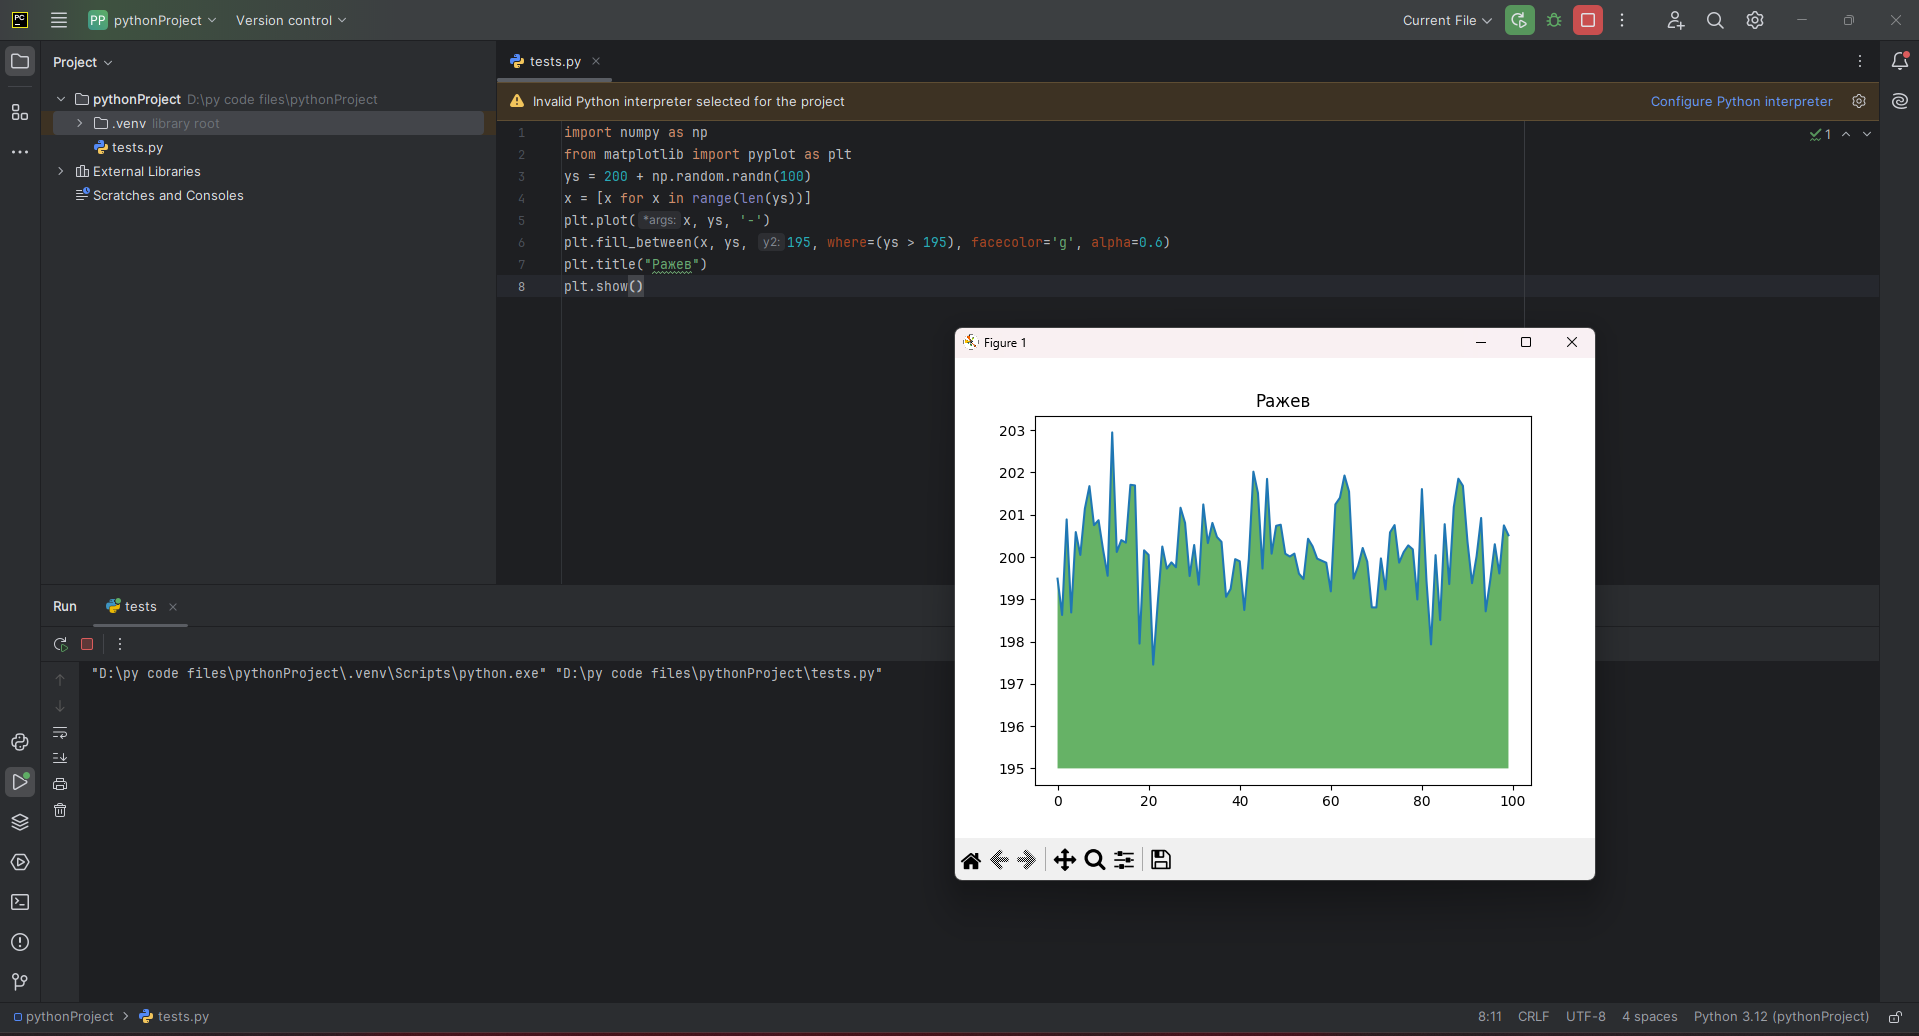 PC
PP pythonProject
Version control
Current File
Project
tests.py
pythonProject D:\py code files\pythonProject
.venv library root
tests.py
External Libraries
Scratches and Consoles
Invalid Python interpreter selected for the project
Configure Python interpreter
1 import numpy as np
2 from matplotlib import pyplot as plt
3 ys = 200 + np.random.randn(100)
4 x = [x for x in range(len(ys))]
5 plt.plot( *args: x, ys, '-')
6 plt.fill_between(x, ys, y2: 195, where=(ys > 195), facecolor='g', alpha=0.6)
7 plt.title("Ражев")
8 plt.show()
1
Figure 1
Ражев
203
202
201
200
199
198
197
196
195
0 20 40 60 80 100
Run
tests
"D:\py code files\pythonProject\.venv\Scripts\python.exe" "D:\py code files\pythonProject\tests.py"
pythonProject > tests.py
8:11 CRLF UTF-8 4 spaces Python 3.12 (pythonProject)